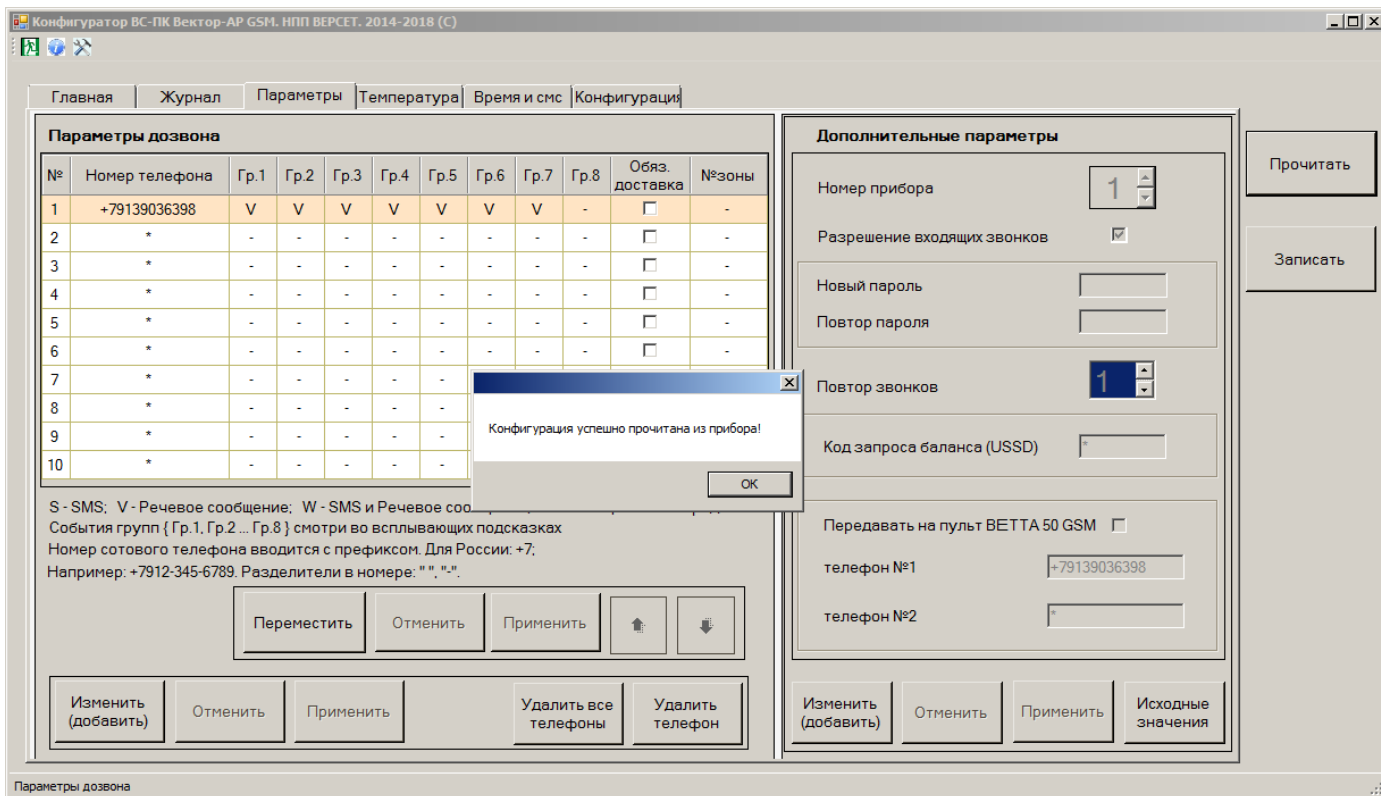 Конфигуратор ВС-ПК Вектор-АР GSM. НПП ВЕРСЕТ. 2014-2018 (C)
Главная Журнал Параметры Температура Время и смс Конфигурация
Параметры дозвона
№ Номер телефона Гр.1 Гр.2 Гр.3 Гр.4 Гр.5 Гр.6 Гр.7 Гр.8 Обяз. доставка №зоны
1 +79139036398 V V V V V V V - -
2 * - - - - - - - - -
3 * - - - - - - - - -
4 * - - - - - - - - -
5 * - - - - - - - - -
6 * - - - - - - - - -
7 * - - - - -
8 * - - - - -
9 * - - - - -
10 * - - - - -
S - SMS; V - Речевое сообщение; W - SMS и Речевое соо
События групп { Гр.1, Гр.2 ... Гр.8 } смотри во всплывающих подсказках
Номер сотового телефона вводится с префиксом. Для России: +7;
Например: +7912-345-6789. Разделители в номере: " ", "-".
Переместить Отменить Применить
Изменить (добавить) Отменить Применить Удалить все телефоны Удалить телефон
Конфигурация успешно прочитана из прибора!
OK
Дополнительные параметры
Номер прибора 1
Разрешение входящих звонков
Новый пароль
Повтор пароля
Повтор звонков 1
Код запроса баланса (USSD) *
Передавать на пульт BETTA 50 GSM
телефон №1 +79139036398
телефон №2 *
Изменить (добавить) Отменить Применить Исходные значения
Прочитать
Записать
Параметры дозвона